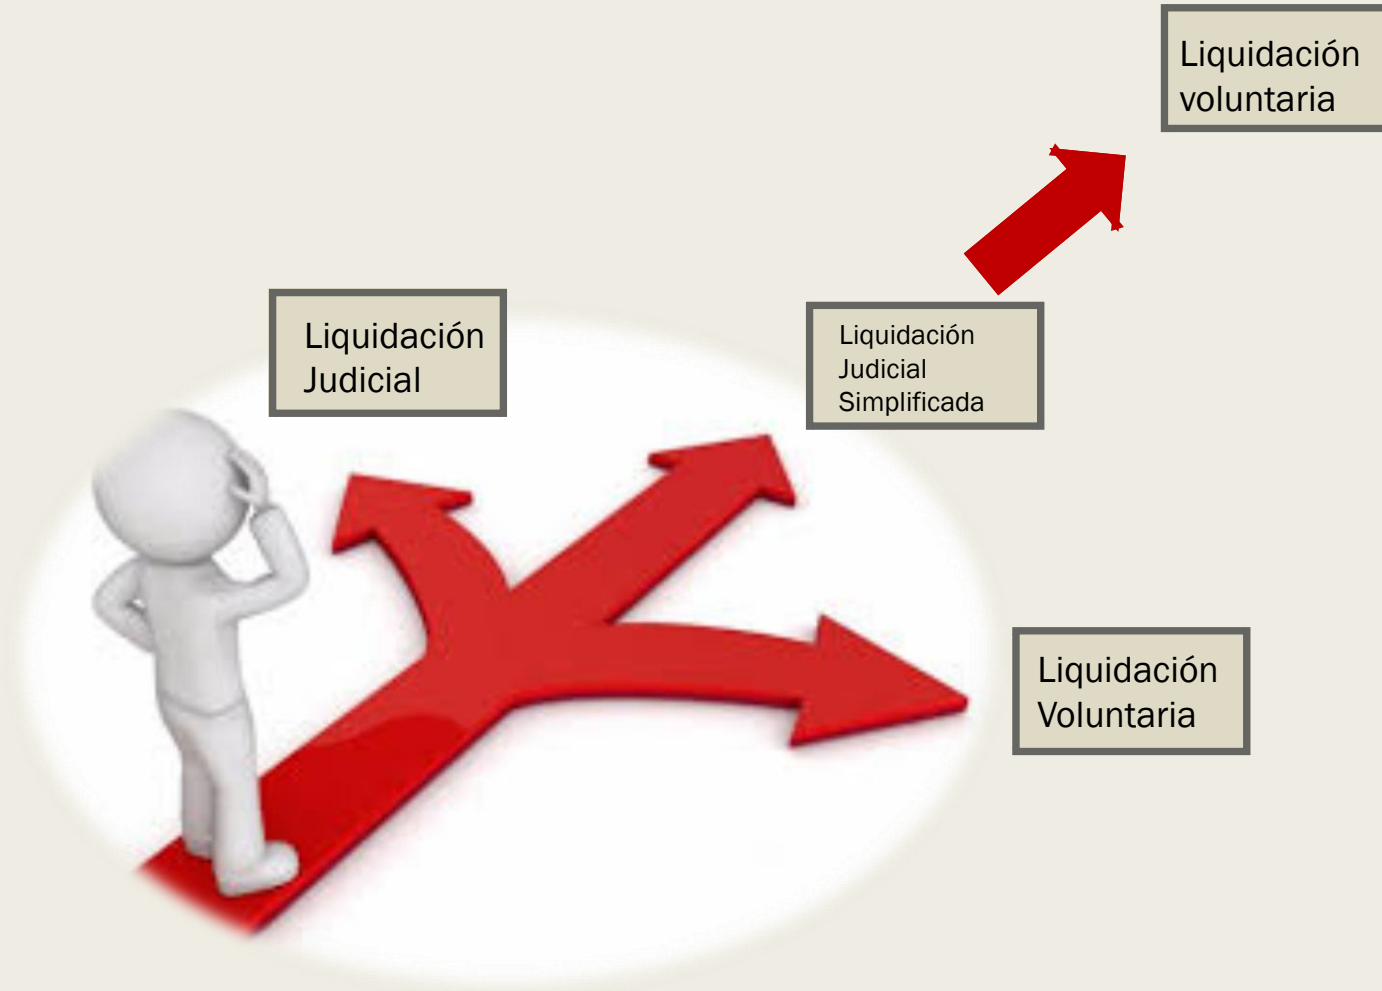 Liquidación
voluntaria
Liquidación
Judicial
Liquidación
Judicial
Simplificada
Liquidación
Voluntaria